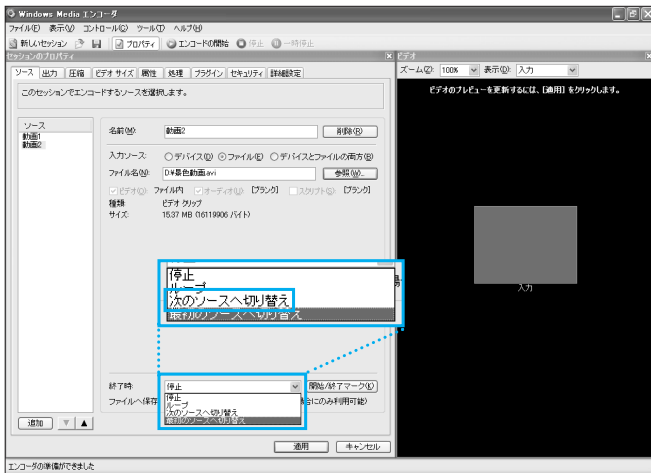 Windows Media エンコーダ
ファイル(F) 表示(V) コントロール(C) ツール(T) ヘルプ(H)
新しいセッション プロパティ エンコードの開始 停止 一時停止
セッションのプロパティ
ビデオ
ソース 出力 圧縮 ビデオ サイズ 属性 処理 プラグイン セキュリティ 詳細設定
ズーム(Z): 100% 表示(D): 入力
このセッションでエンコードするソースを選択します。
ビデオのプレビューを更新するには、[適用] をクリックします。
ソース
動画1
動画2
名前(M): 動画2 削除(R)
入力ソース: デバイス(D) ファイル(E) デバイスとファイルの両方(B)
ファイル名(N): D:¥景色動画.avi 参照(W)...
ビデオ(O): ファイル内 オーディオ(U): [ブランク] スクリプト(S): [ブランク]
種類: ビデオ クリップ
サイズ: 15.37 MB (16119906 バイト)
停止
ループ
次のソースへ切り替え
最初のソースへ切り替え
入力
終了時: 停止 開始/終了マーク(K)
ファイルへ保存
合にのみ利用可能)
停止
ループ
次のソースへ切り替え
最初のソースへ切り替え
追加
適用 キャンセル
エンコーダの準備ができました